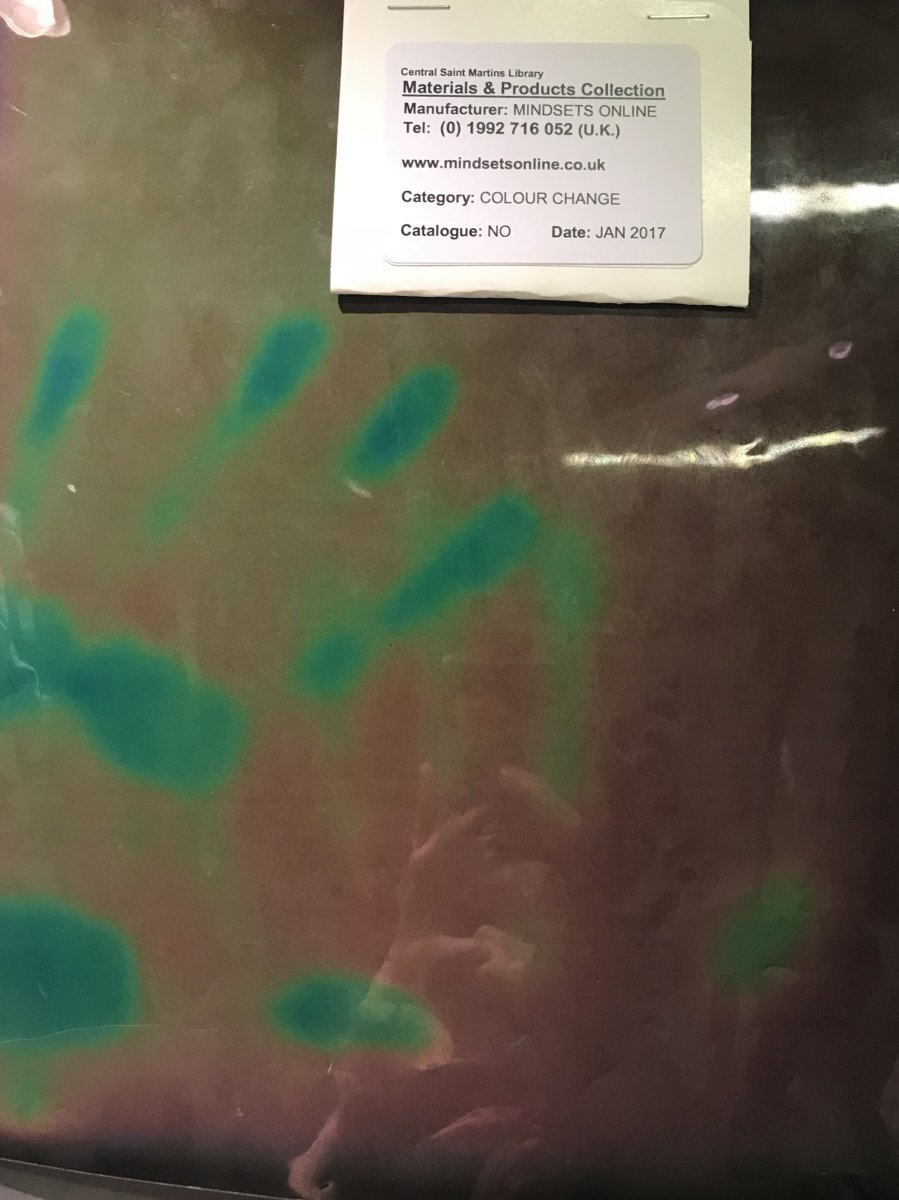 Central Saint Martins Library
Materials & Products Collection
Manufacturer: MINDSETS ONLINE
Tel: (0) 1992 716 052 (U.K.)
www.mindsetsonline.co.uk
Category: COLOUR CHANGE
Catalogue: NO Date: JAN 2017